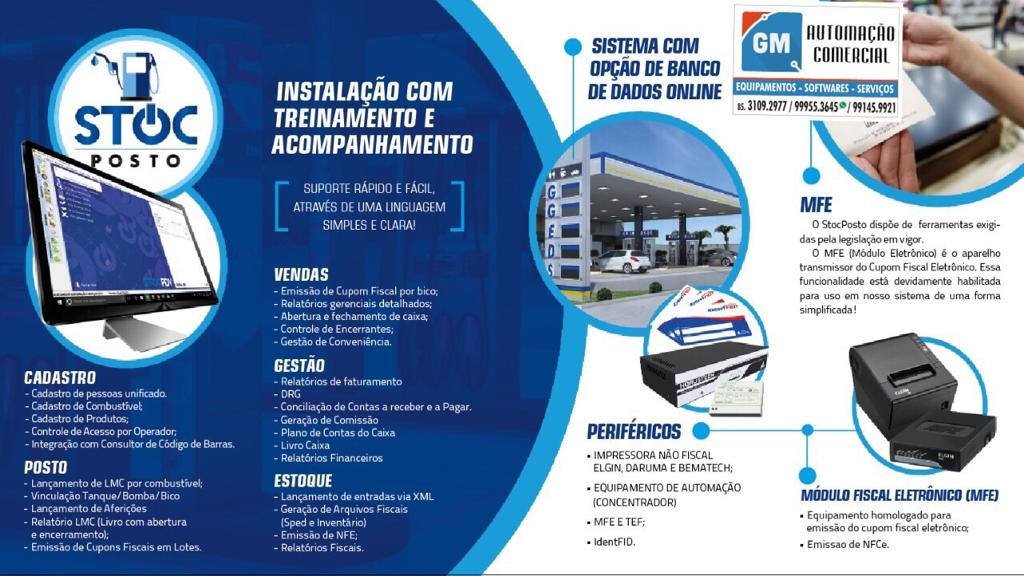 STOC
POSTO
INSTALAÇÃO COM
TREINAMENTO E
ACOMPANHAMENTO
SUPORTE RÁPIDO E FÁCIL,
ATRAVÉS DE UMA LINGUAGEM
SIMPLES E CLARA!
CADASTRO
- Cadastro de pessoas unificado.
- Cadastro de Combustível;
- Cadastro de Produtos;
- Controle de Acesso por Operador;
- Integração com Consultor de Código de Barras.
POSTO
- Lançamento de LMC por combustível;
- Vinculação Tanque/Bomba/Bico
- Lançamento de Aferições
- Relatório LMC (Livro com abertura
e encerramento);
- Emissão de Cupons Fiscais em Lotes.
VENDAS
- Emissão de Cupom Fiscal por bico;
- Relatórios gerenciais detalhados;
- Abertura e fechamento de caixa;
- Controle de Encerrantes;
- Gestão de Conveniência.
GESTÃO
- Relatórios de faturamento
- DRG
- Conciliação de Contas a receber e a Pagar.
- Geração de Comissão
- Plano de Contas do Caixa
- Livro Caixa
- Relatórios Financeiros
ESTOQUE
- Lançamento de entradas via XML
- Geração de Arquivos Fiscais
(Sped e Inventário)
- Emissão de NFE;
- Relatórios Fiscais.
SISTEMA COM
OPÇÃO DE BANCO
DE DADOS ONLINE
GM
AUTOMAÇÃO
COMERCIAL
EQUIPAMENTOS - SOFTWARES - SERVIÇOS
85. 3109.2977 / 99955.3645 / 99145.9921
MFE
O StocPosto dispõe de ferramentas exigi-
das pela legislação em vigor.
O MFE (Módulo Eletrônico) é o aparelho
transmissor do Cupom Fiscal Eletrônico. Essa
funcionalidade está devidamente habilitada
para uso em nosso sistema de uma forma
simplificada!
GGEDS
HORUSTECH
PERIFÉRICOS
• IMPRESSORA NÃO FISCAL
ELGIN, DARUMA E BEMATECH;
• EQUIPAMENTO DE AUTOMAÇÃO
(CONCENTRADOR)
• MFE E TEF;
• IdentFID.
ELGIN
MÓDULO FISCAL ELETRÔNICO (MFE)
• Equipamento homologado para
emissão do cupom fiscal eletrônico;
• Emissao de NFCe.